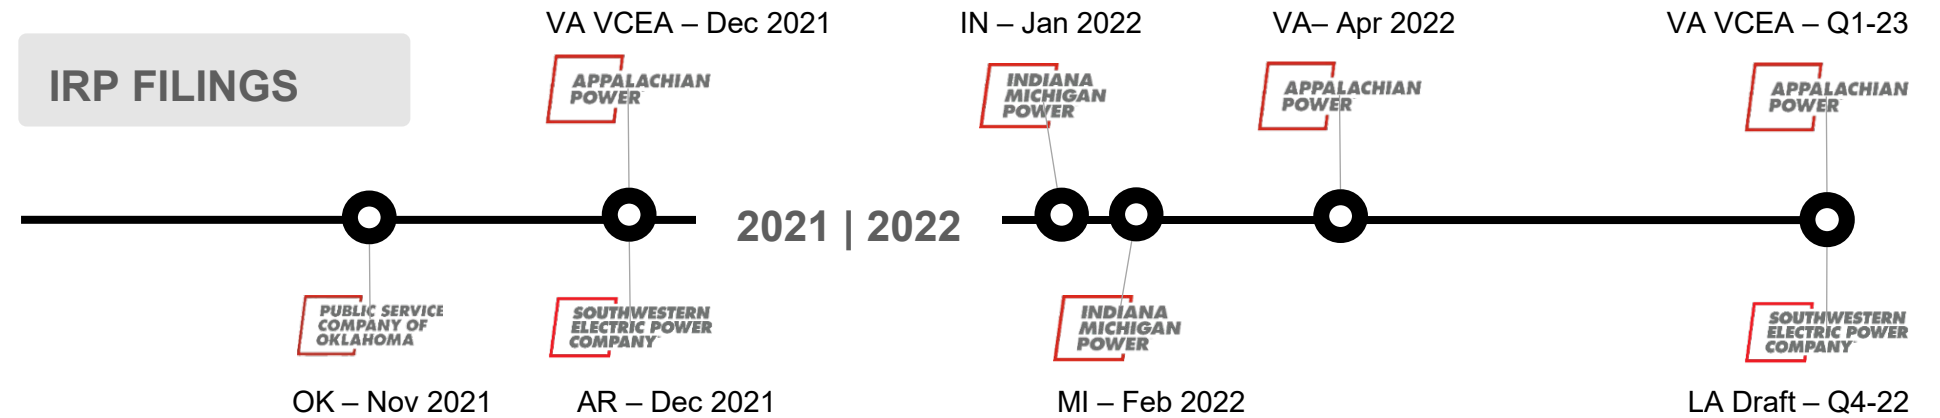 VA VCEA – Dec 2021
IN – Jan 2022
VA– Apr 2022
VA VCEA – Q1-23
IRP FILINGS
APPALACHIAN
POWER
INDIANA
MICHIGAN
POWER
APPALACHIAN
POWER
APPALACHIAN
POWER
2021 | 2022
PUBLIC SERVICE
COMPANY OF
OKLAHOMA
SOUTHWESTERN
ELECTRIC POWER
COMPANY
INDIANA
MICHIGAN
POWER
SOUTHWESTERN
ELECTRIC POWER
COMPANY
OK – Nov 2021
AR – Dec 2021
MI – Feb 2022
LA Draft – Q4-22